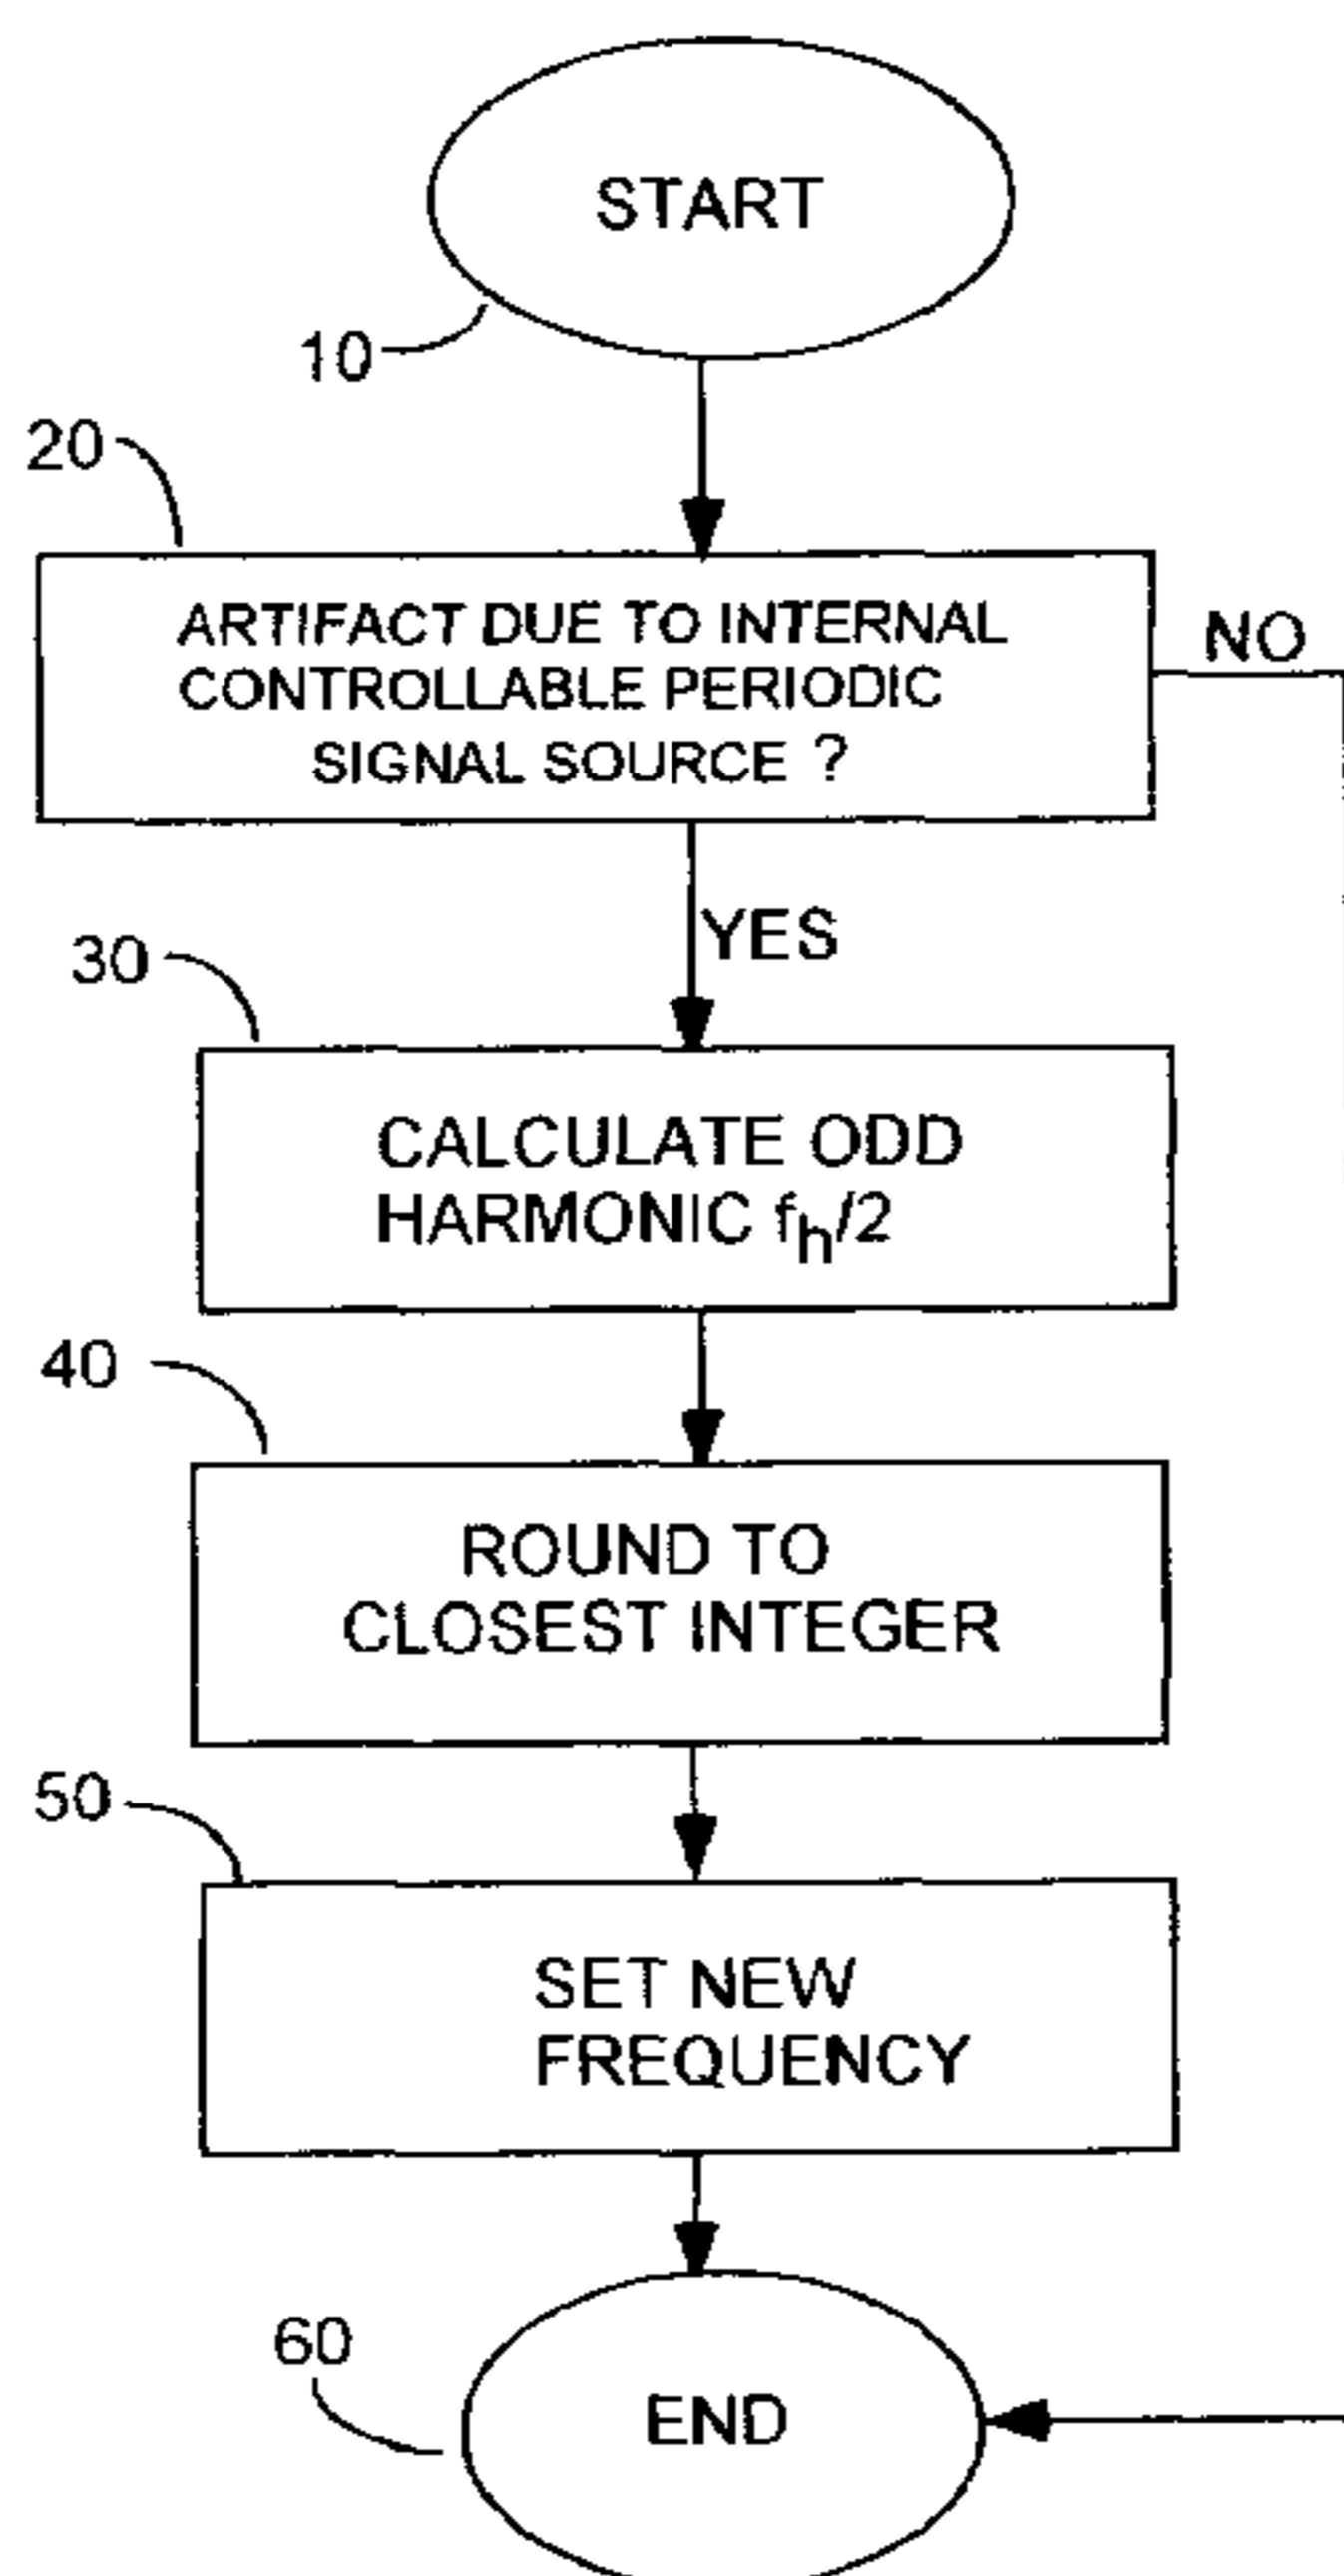 START
10
20
ARTIFACT DUE TO INTERNAL
CONTROLLABLE PERIODIC
SIGNAL SOURCE ?
NO
YES
30
CALCULATE ODD
HARMONIC fh/2
40
ROUND TO
CLOSEST INTEGER
50
SET NEW
FREQUENCY
60
END